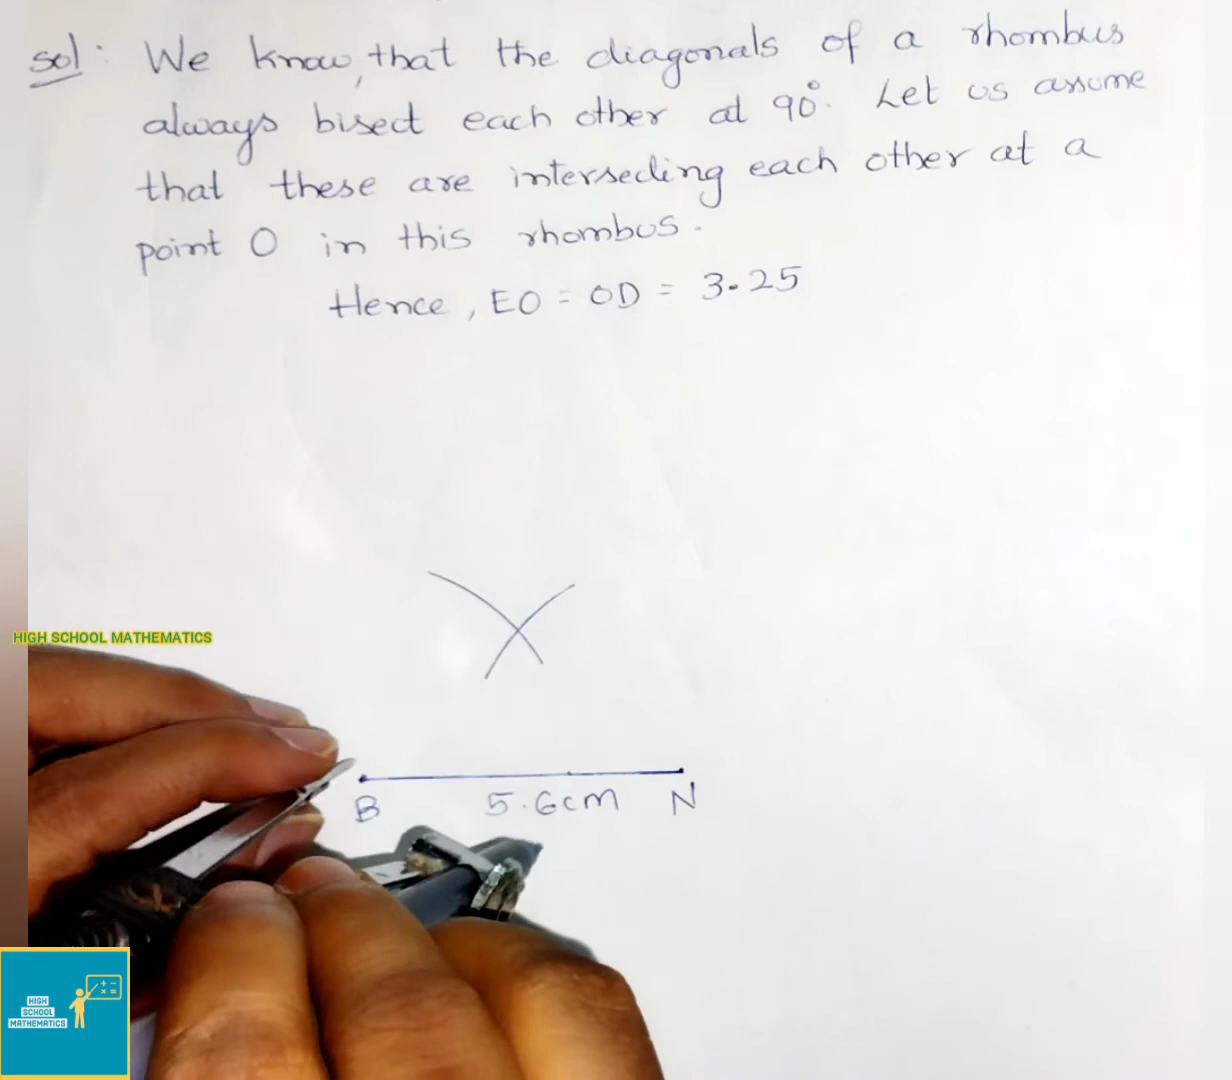 sol: We know, that the diagonals of a rhombus
always bisect each other at 90°. Let us assume
that these are intersecting each other at a
point O in this rhombus.
Hence, EO = OD = 3.25
HIGH SCHOOL MATHEMATICS
B 5.6cm N
HIGH
SCHOOL
MATHEMATICS